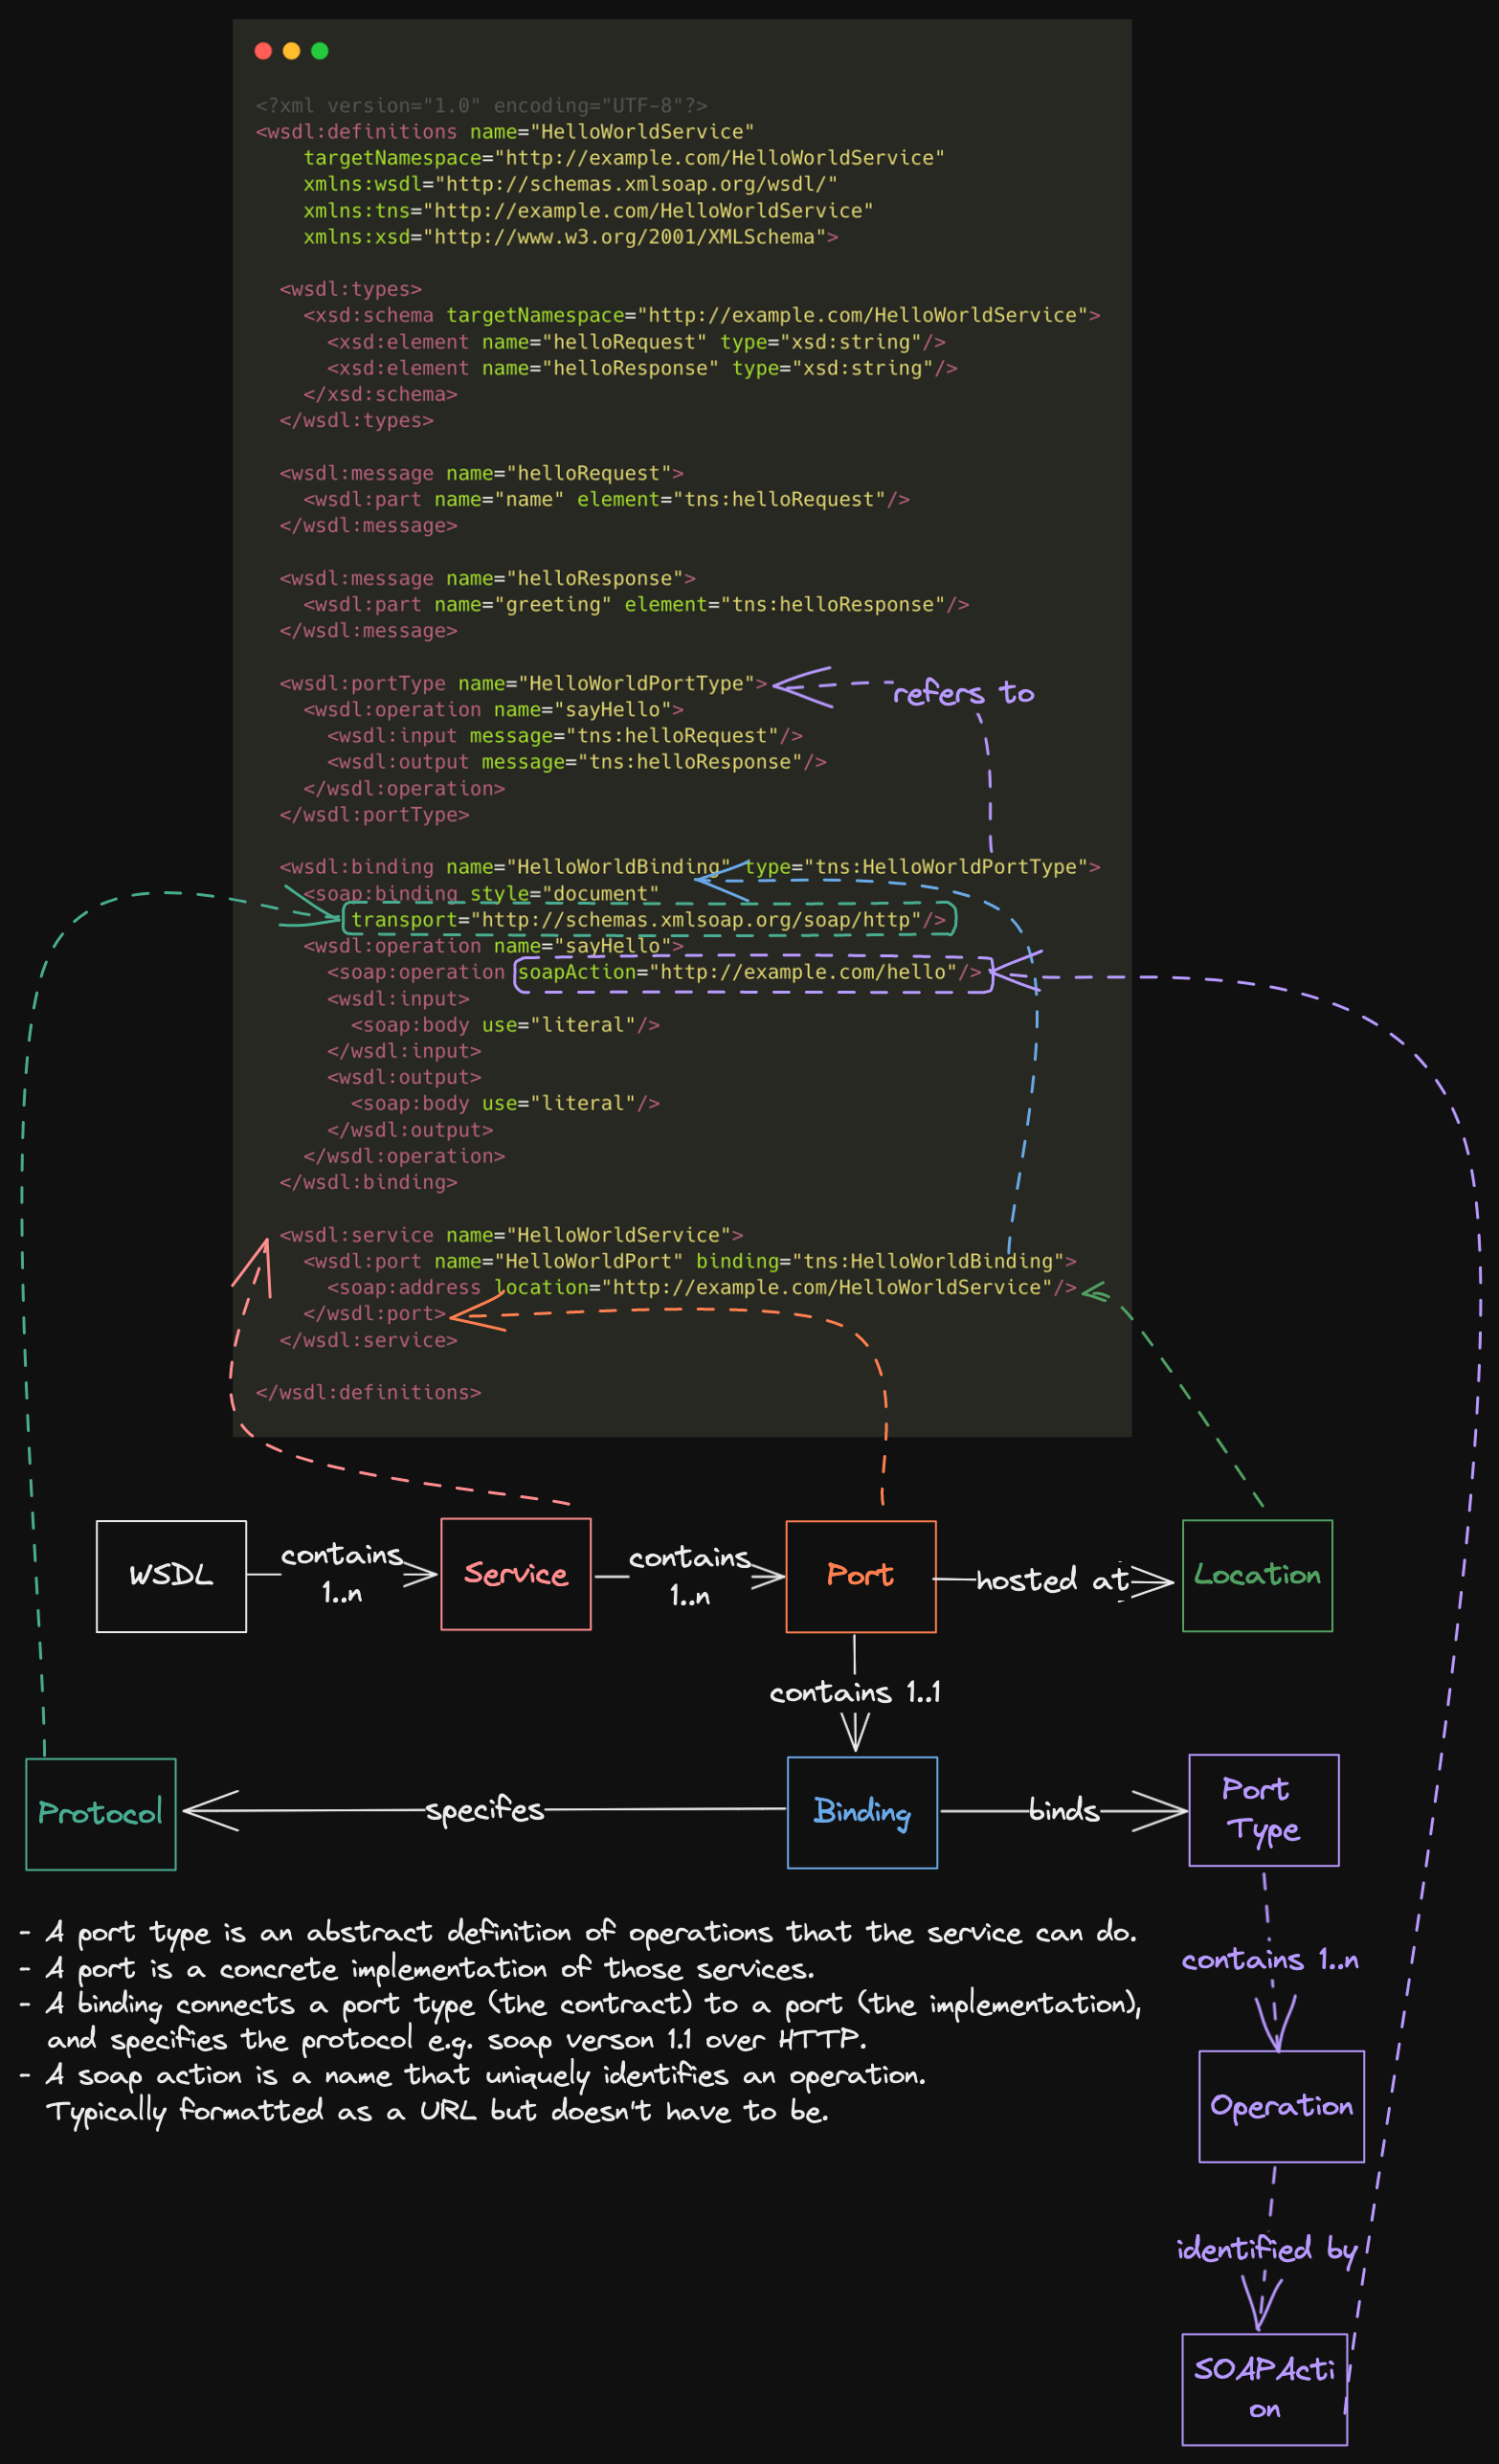 <?xml version="1.0" encoding="UTF-8"?>
<wsdl:definitions name="HelloWorldService"
    targetNamespace="http://example.com/HelloWorldService"
    xmlns:wsdl="http://schemas.xmlsoap.org/wsdl/"
    xmlns:tns="http://example.com/HelloWorldService"
    xmlns:xsd="http://www.w3.org/2001/XMLSchema">
  <wsdl:types>
    <xsd:schema targetNamespace="http://example.com/HelloWorldService">
      <xsd:element name="helloRequest" type="xsd:string"/>
      <xsd:element name="helloResponse" type="xsd:string"/>
    </xsd:schema>
  </wsdl:types>
  <wsdl:message name="helloRequest">
    <wsdl:part name="name" element="tns:helloRequest"/>
  </wsdl:message>
  <wsdl:message name="helloResponse">
    <wsdl:part name="greeting" element="tns:helloResponse"/>
  </wsdl:message>
  <wsdl:portType name="HelloWorldPortType">
refers to
    <wsdl:operation name="sayHello">
      <wsdl:input message="tns:helloRequest"/>
      <wsdl:output message="tns:helloResponse"/>
    </wsdl:operation>
  </wsdl:portType>
  <wsdl:binding name="HelloWorldBinding" type="tns:HelloWorldPortType">
    <soap:binding style="document"
        transport="http://schemas.xmlsoap.org/soap/http"/>
    <wsdl:operation name="sayHello">
      <soap:operation soapAction="http://example.com/hello"/>
      <wsdl:input>
        <soap:body use="literal"/>
      </wsdl:input>
      <wsdl:output>
        <soap:body use="literal"/>
      </wsdl:output>
    </wsdl:operation>
  </wsdl:binding>
  <wsdl:service name="HelloWorldService">
    <wsdl:port name="HelloWorldPort" binding="tns:HelloWorldBinding">
      <soap:address location="http://example.com/HelloWorldService"/>
    </wsdl:port>
  </wsdl:service>
</wsdl:definitions>
WSDL
contains
1..n
Service
contains
1..n
Port
hosted at
Location
contains 1..1
Protocol
specifes
Binding
binds
Port
Type
- A port type is an abstract definition of operations that the service can do.
- A port is a concrete implementation of those services.
- A binding connects a port type (the contract) to a port (the implementation),
and specifies the protocol e.g. soap verson 1.1 over HTTP.
- A soap action is a name that uniquely identifies an operation.
Typically formatted as a URL but doesn't have to be.
contains 1..n
Operation
identified by
SOAPActi
on